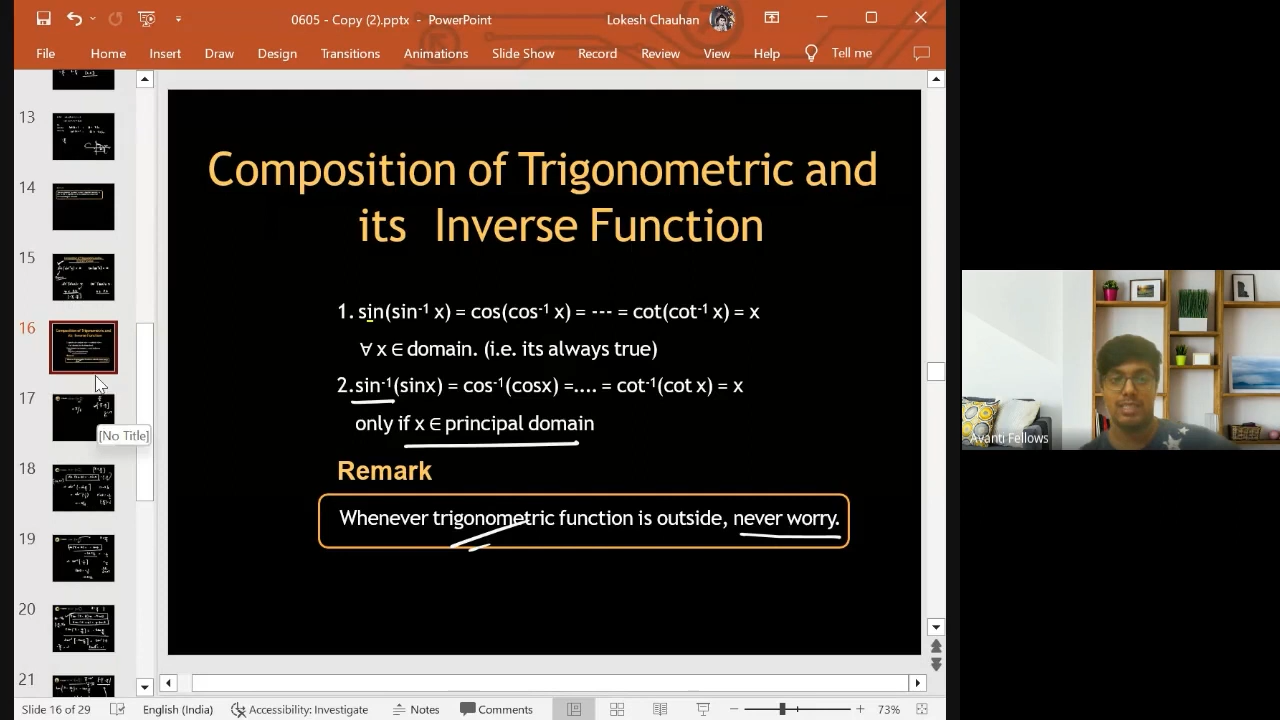 0605 - Copy (2).pptx - PowerPoint
Lokesh Chauhan
File Home Insert Draw Design Transitions Animations Slide Show Record Review View Help Tell me
13
14
15
16
17
18
19
20
21
[No Title]
Composition of Trigonometric and
its Inverse Function
1. sin(sin⁻¹ x) = cos(cos⁻¹ x) = --- = cot(cot⁻¹ x) = x
∀ x ∈ domain. (i.e. its always true)
2.sin⁻¹(sinx) = cos⁻¹(cosx) =.... = cot⁻¹(cot x) = x
only if x ∈ principal domain
Remark
Whenever trigonometric function is outside, never worry.
Avanti Fellows
Slide 16 of 29 English (India) Accessibility: Investigate Notes Comments 73%